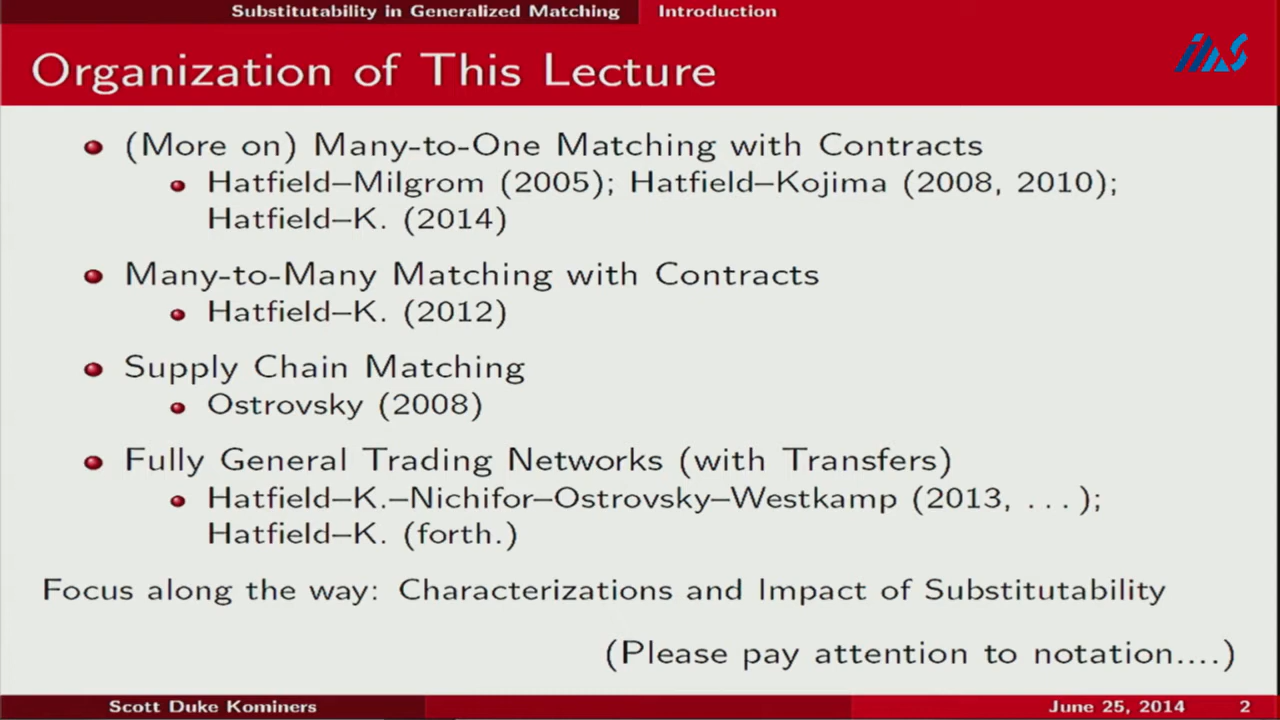 Substitutability in Generalized Matching Introduction
Organization of This Lecture
IMS
(More on) Many-to-One Matching with Contracts
Hatfield–Milgrom (2005); Hatfield–Kojima (2008, 2010);
Hatfield–K. (2014)
Many-to-Many Matching with Contracts
Hatfield–K. (2012)
Supply Chain Matching
Ostrovsky (2008)
Fully General Trading Networks (with Transfers)
Hatfield–K.–Nichifor–Ostrovsky–Westkamp (2013, . . . );
Hatfield–K. (forth.)
Focus along the way: Characterizations and Impact of Substitutability
(Please pay attention to notation....)
Scott Duke Kominers June 25, 2014 2